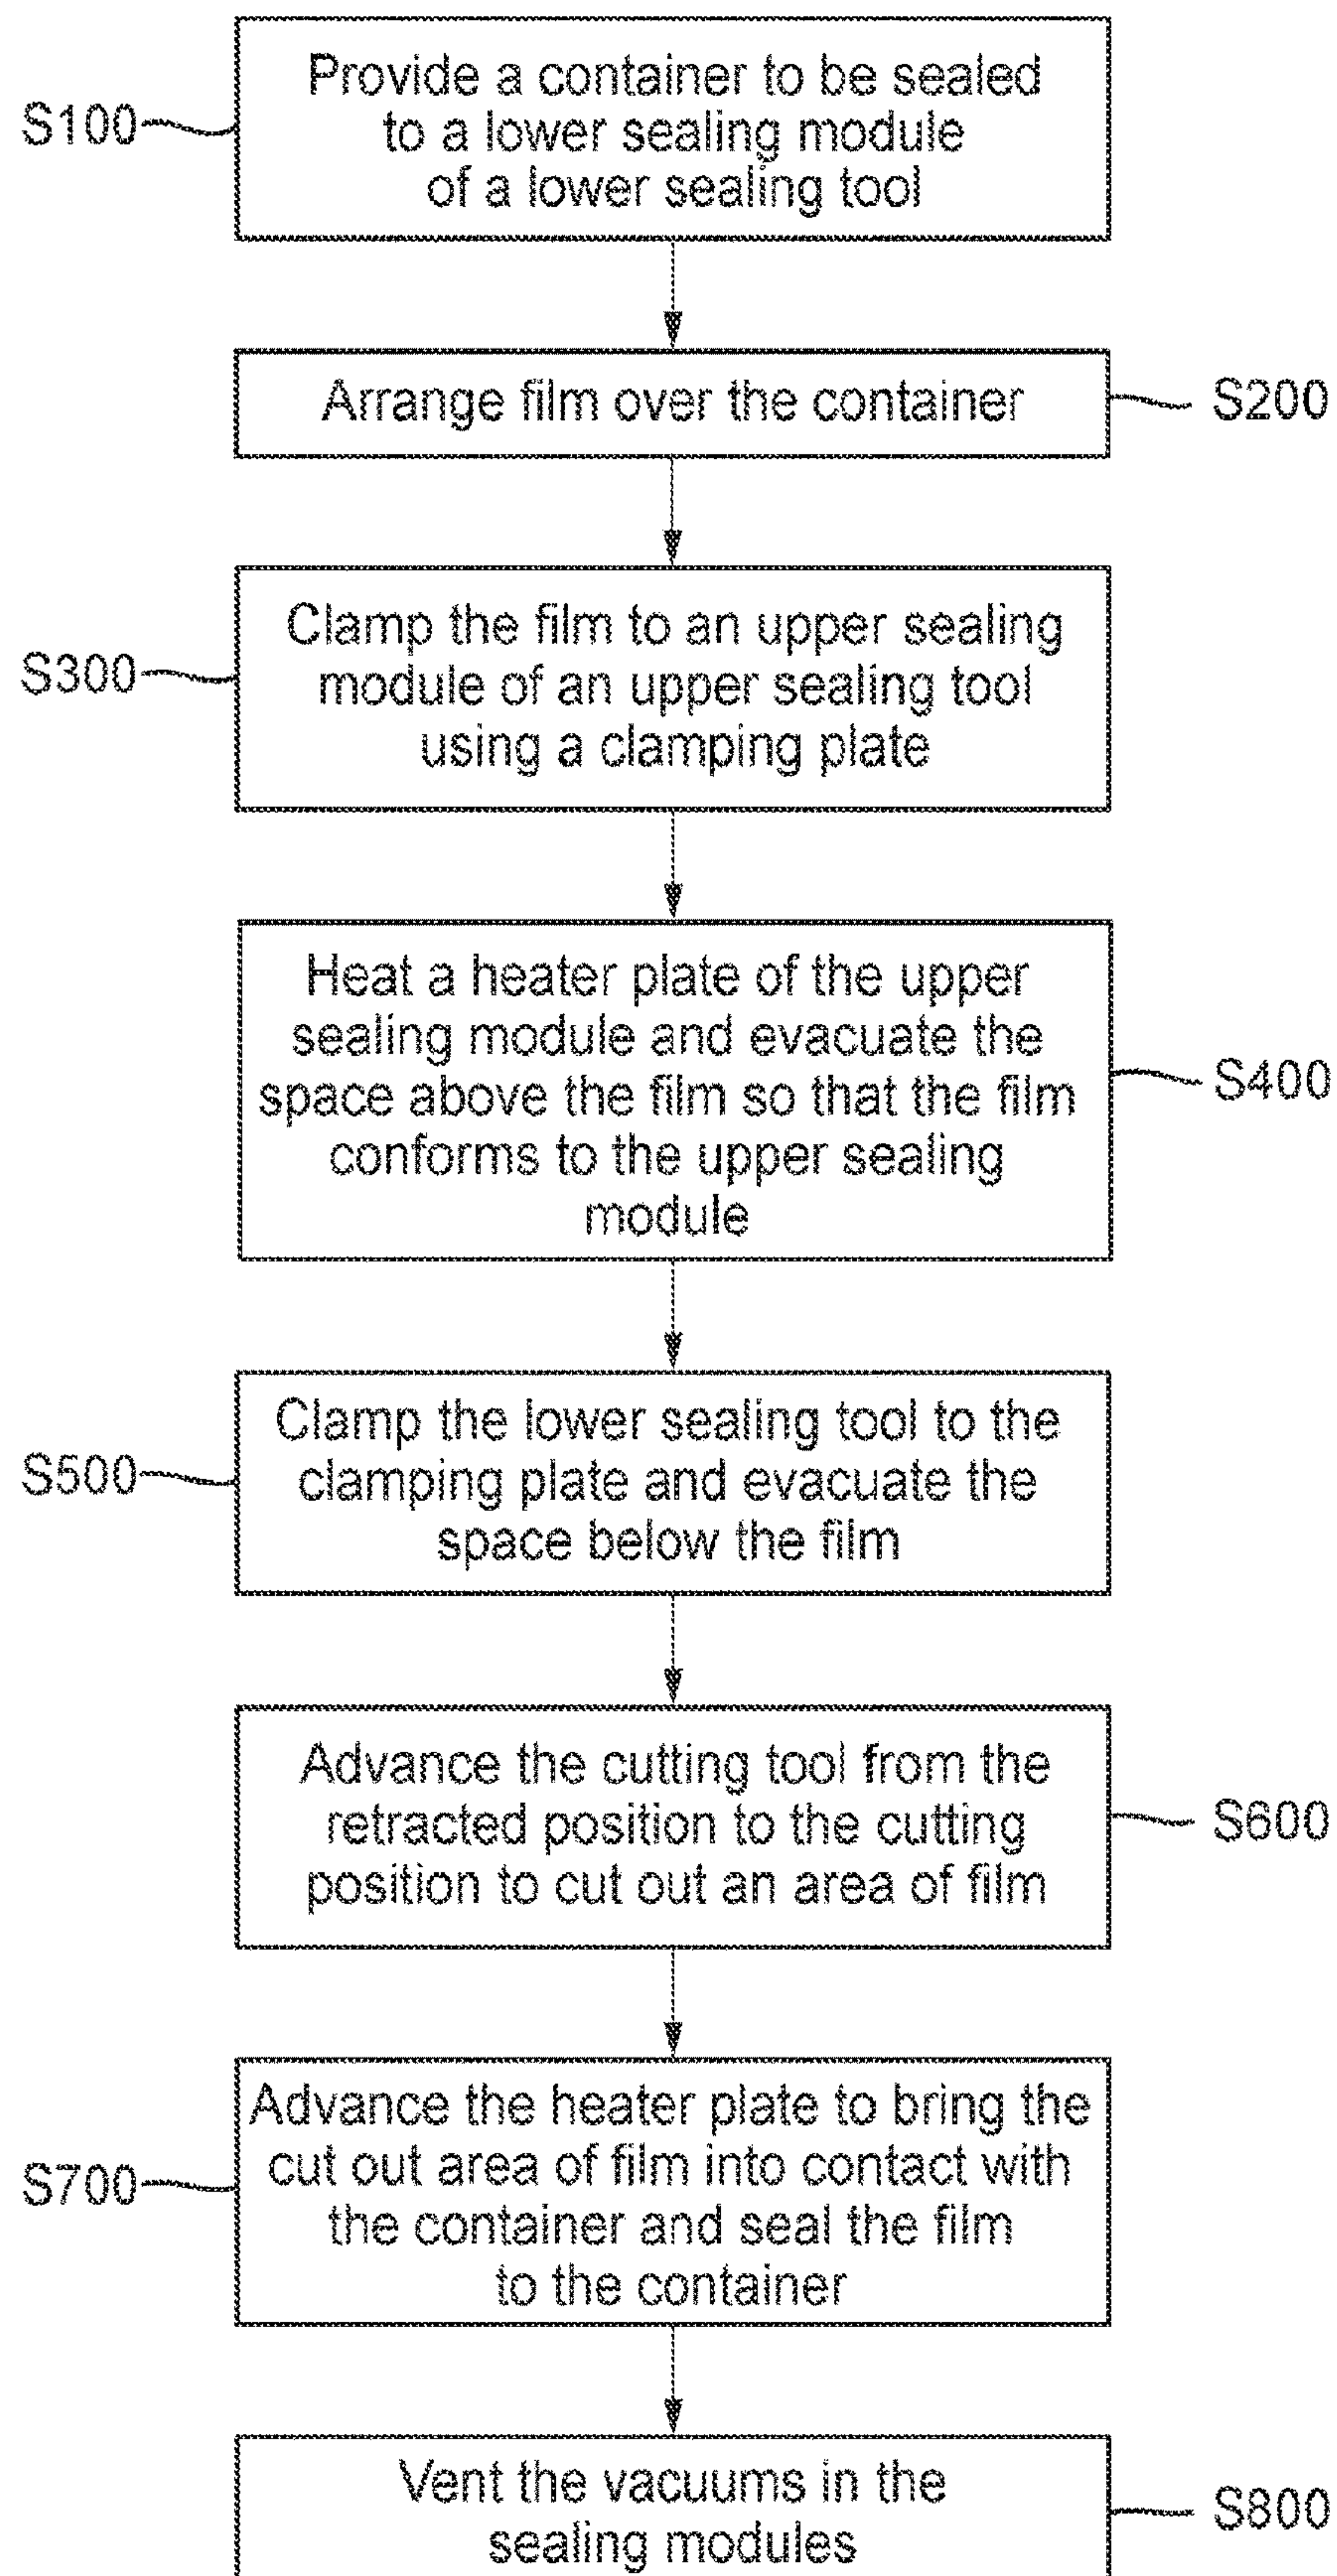 S100
Provide a container to be sealed
to a lower sealing module
of a lower sealing tool
Arrange film over the container
S200
S300
Clamp the film to an upper sealing
module of an upper sealing tool
using a clamping plate
Heat a heater plate of the upper
sealing module and evacuate the
space above the film so that the film
conforms to the upper sealing
module
S400
S500
Clamp the lower sealing tool to the
clamping plate and evacuate the
space below the film
Advance the cutting tool from the
retracted position to the cutting
position to cut out an area of film
S600
S700
Advance the heater plate to bring the
cut out area of film into contact with
the container and seal the film
to the container
Vent the vacuums in the
sealing modules
S800